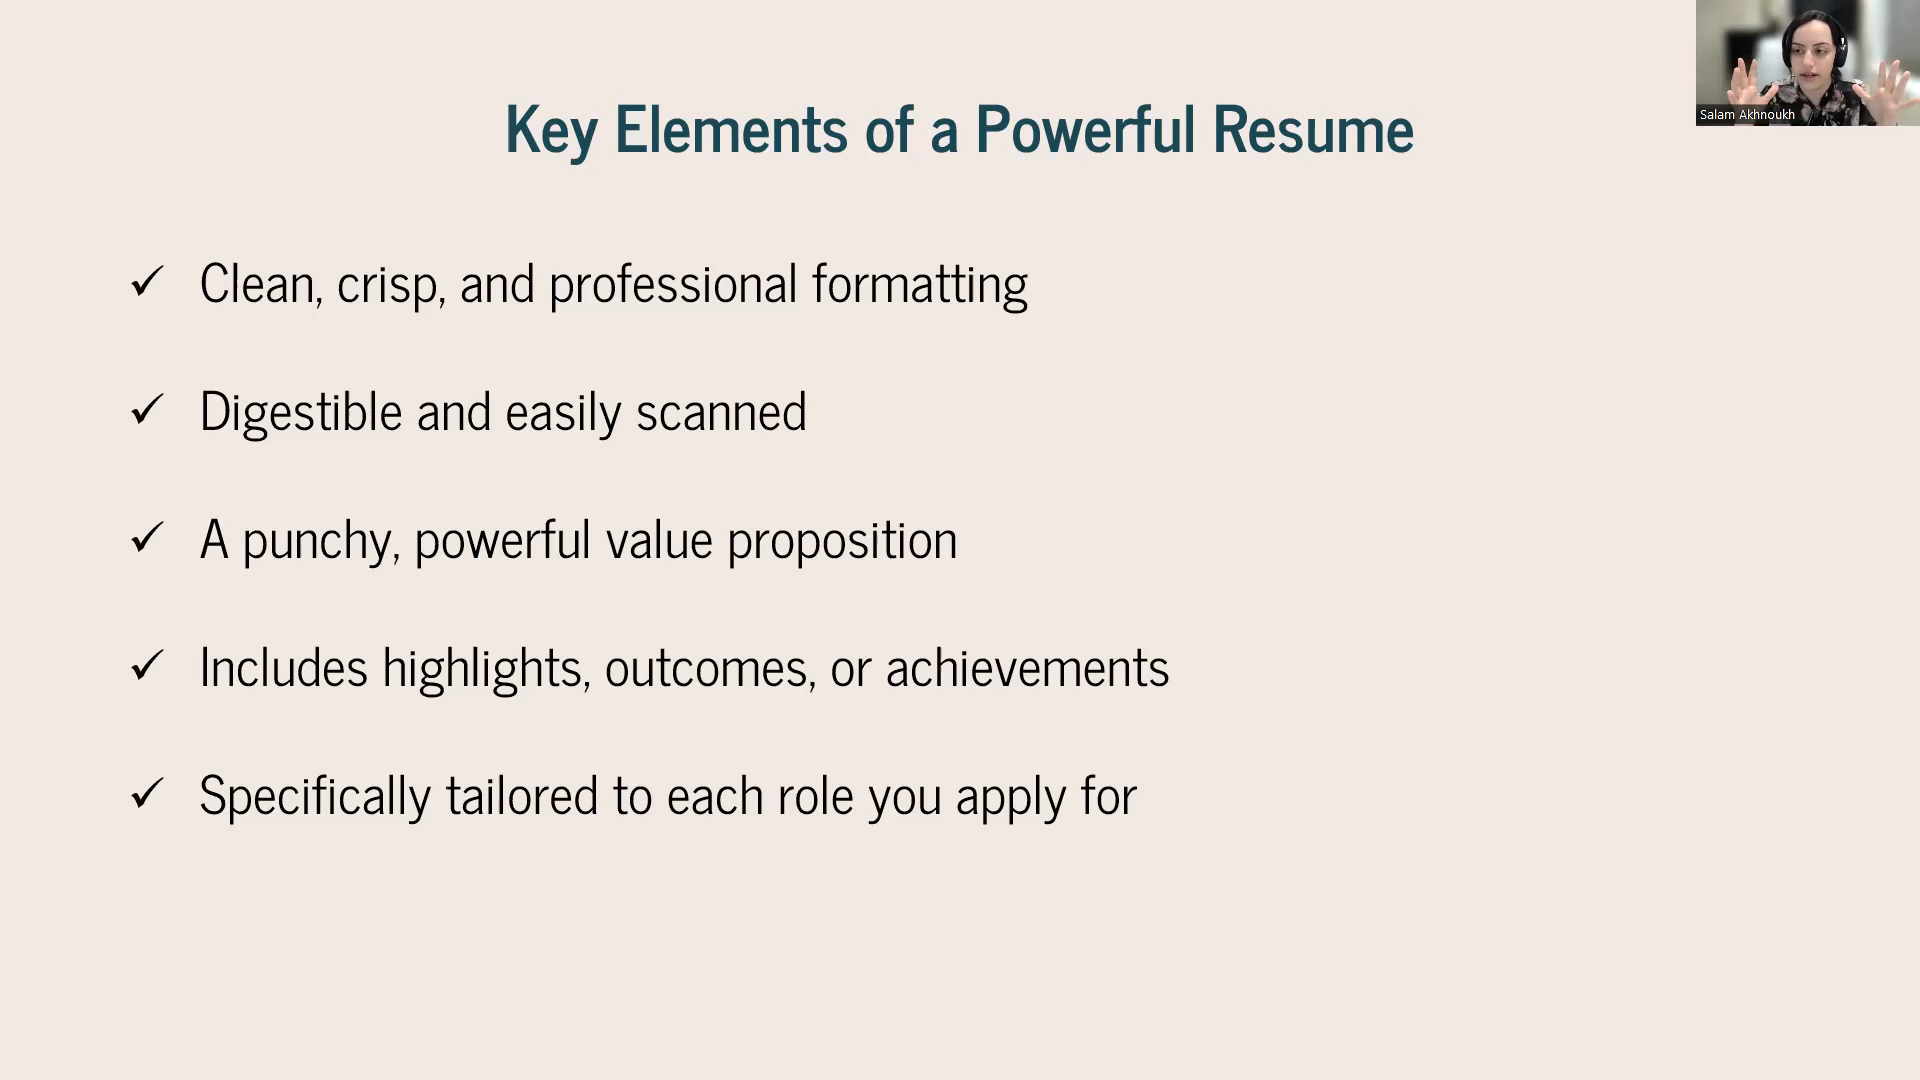 Key Elements of a Powerful Resume
Salam Akhnoukh
✓ Clean, crisp, and professional formatting
✓ Digestible and easily scanned
✓ A punchy, powerful value proposition
✓ Includes highlights, outcomes, or achievements
✓ Specifically tailored to each role you apply for